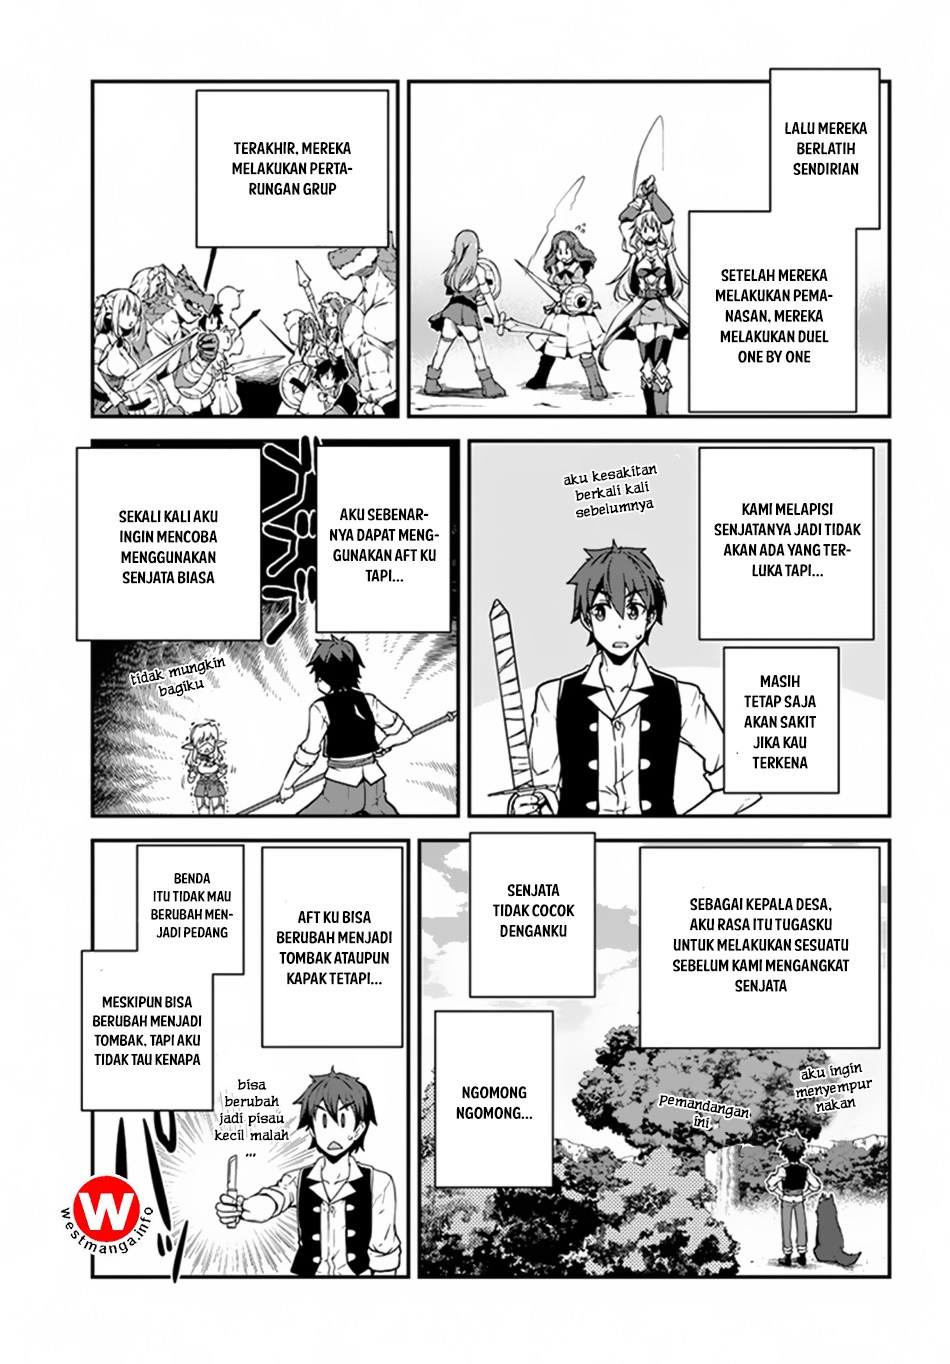 LALU MEREKA
BERLATIH
SENDIRIAN
SETELAH MEREKA
MELAKUKAN PEMA-
NASAN, MEREKA
MELAKUKAN DUEL
ONE BY ONE
TERAKHIR, MEREKA
MELAKUKAN PERTA-
RUNGAN GRUP
KAMI MELAPISI
SENJATANYA JADI TIDAK
AKAN ADA YANG TER-
LUKA TAPI...
aku kesakitan
berkali kali
sebelumnya
MASIH
TETAP SAJA
AKAN SAKIT
JIKA KAU
TERKENA
AKU SEBENAR-
NYA DAPAT MENG-
GUNAKAN AFT KU
TAPI...
SEKALI KALI AKU
INGIN MENCOBA
MENGGUNAKAN
SENJATA BIASA
tidak mungkin
bagiku
SEBAGAI KEPALA DESA,
AKU RASA ITU TUGASKU
UNTUK MELAKUKAN SESUATU
SEBELUM KAMI MENGANGKAT
SENJATA
SENJATA
TIDAK COCOK
DENGANKU
NGOMONG
NGOMONG...
aku ingin
menyempur
nakan
pemandangan
ini
AFT KU BISA
BERUBAH MENJADI
TOMBAK ATAUPUN
KAPAK TETAPI...
BENDA
ITU TIDAK MAU
BERUBAH MEN-
JADI PEDANG
MESKIPUN BISA
BERUBAH MENJADI
TOMBAK, TAPI AKU
TIDAK TAU KENAPA
bisa
berubah
jadi pisau
kecil malah
...
W
westmanga.info